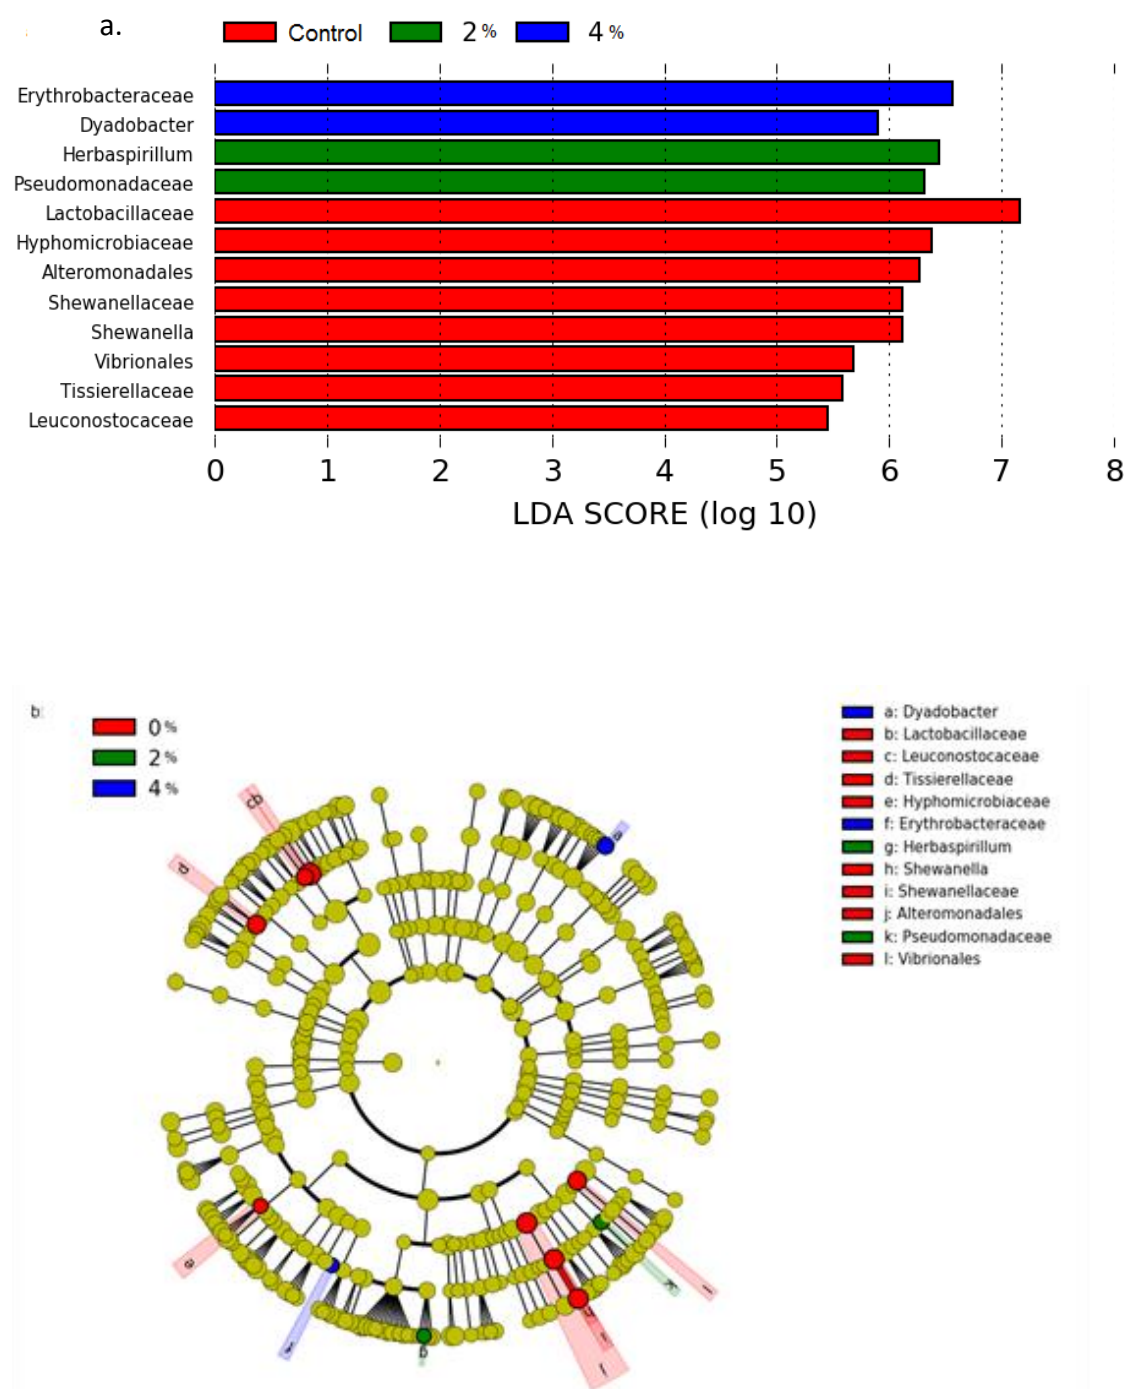 a. Control 2 % 4 %
Erythrobacteraceae
Dyadobacter
Herbaspirillum
Pseudomonadaceae
Lactobacillaceae
Hyphomicrobiaceae
Alteromonadales
Shewanellaceae
Shewanella
Vibrionales
Tissierellaceae
Leuconostocaceae
0 1 2 3 4 5 6 7 8
LDA SCORE (log 10)
b:
0 %
2 %
4 %
a: Dyadobacter
b: Lactobacillaceae
c: Leuconostocaceae
d: Tissierellaceae
e: Hyphomicrobiaceae
f: Erythrobacteraceae
g: Herbaspirillum
h: Shewanella
i: Shewanellaceae
j: Alteromonadales
k: Pseudomonadaceae
l: Vibrionales
cb
a
d
e
g
k